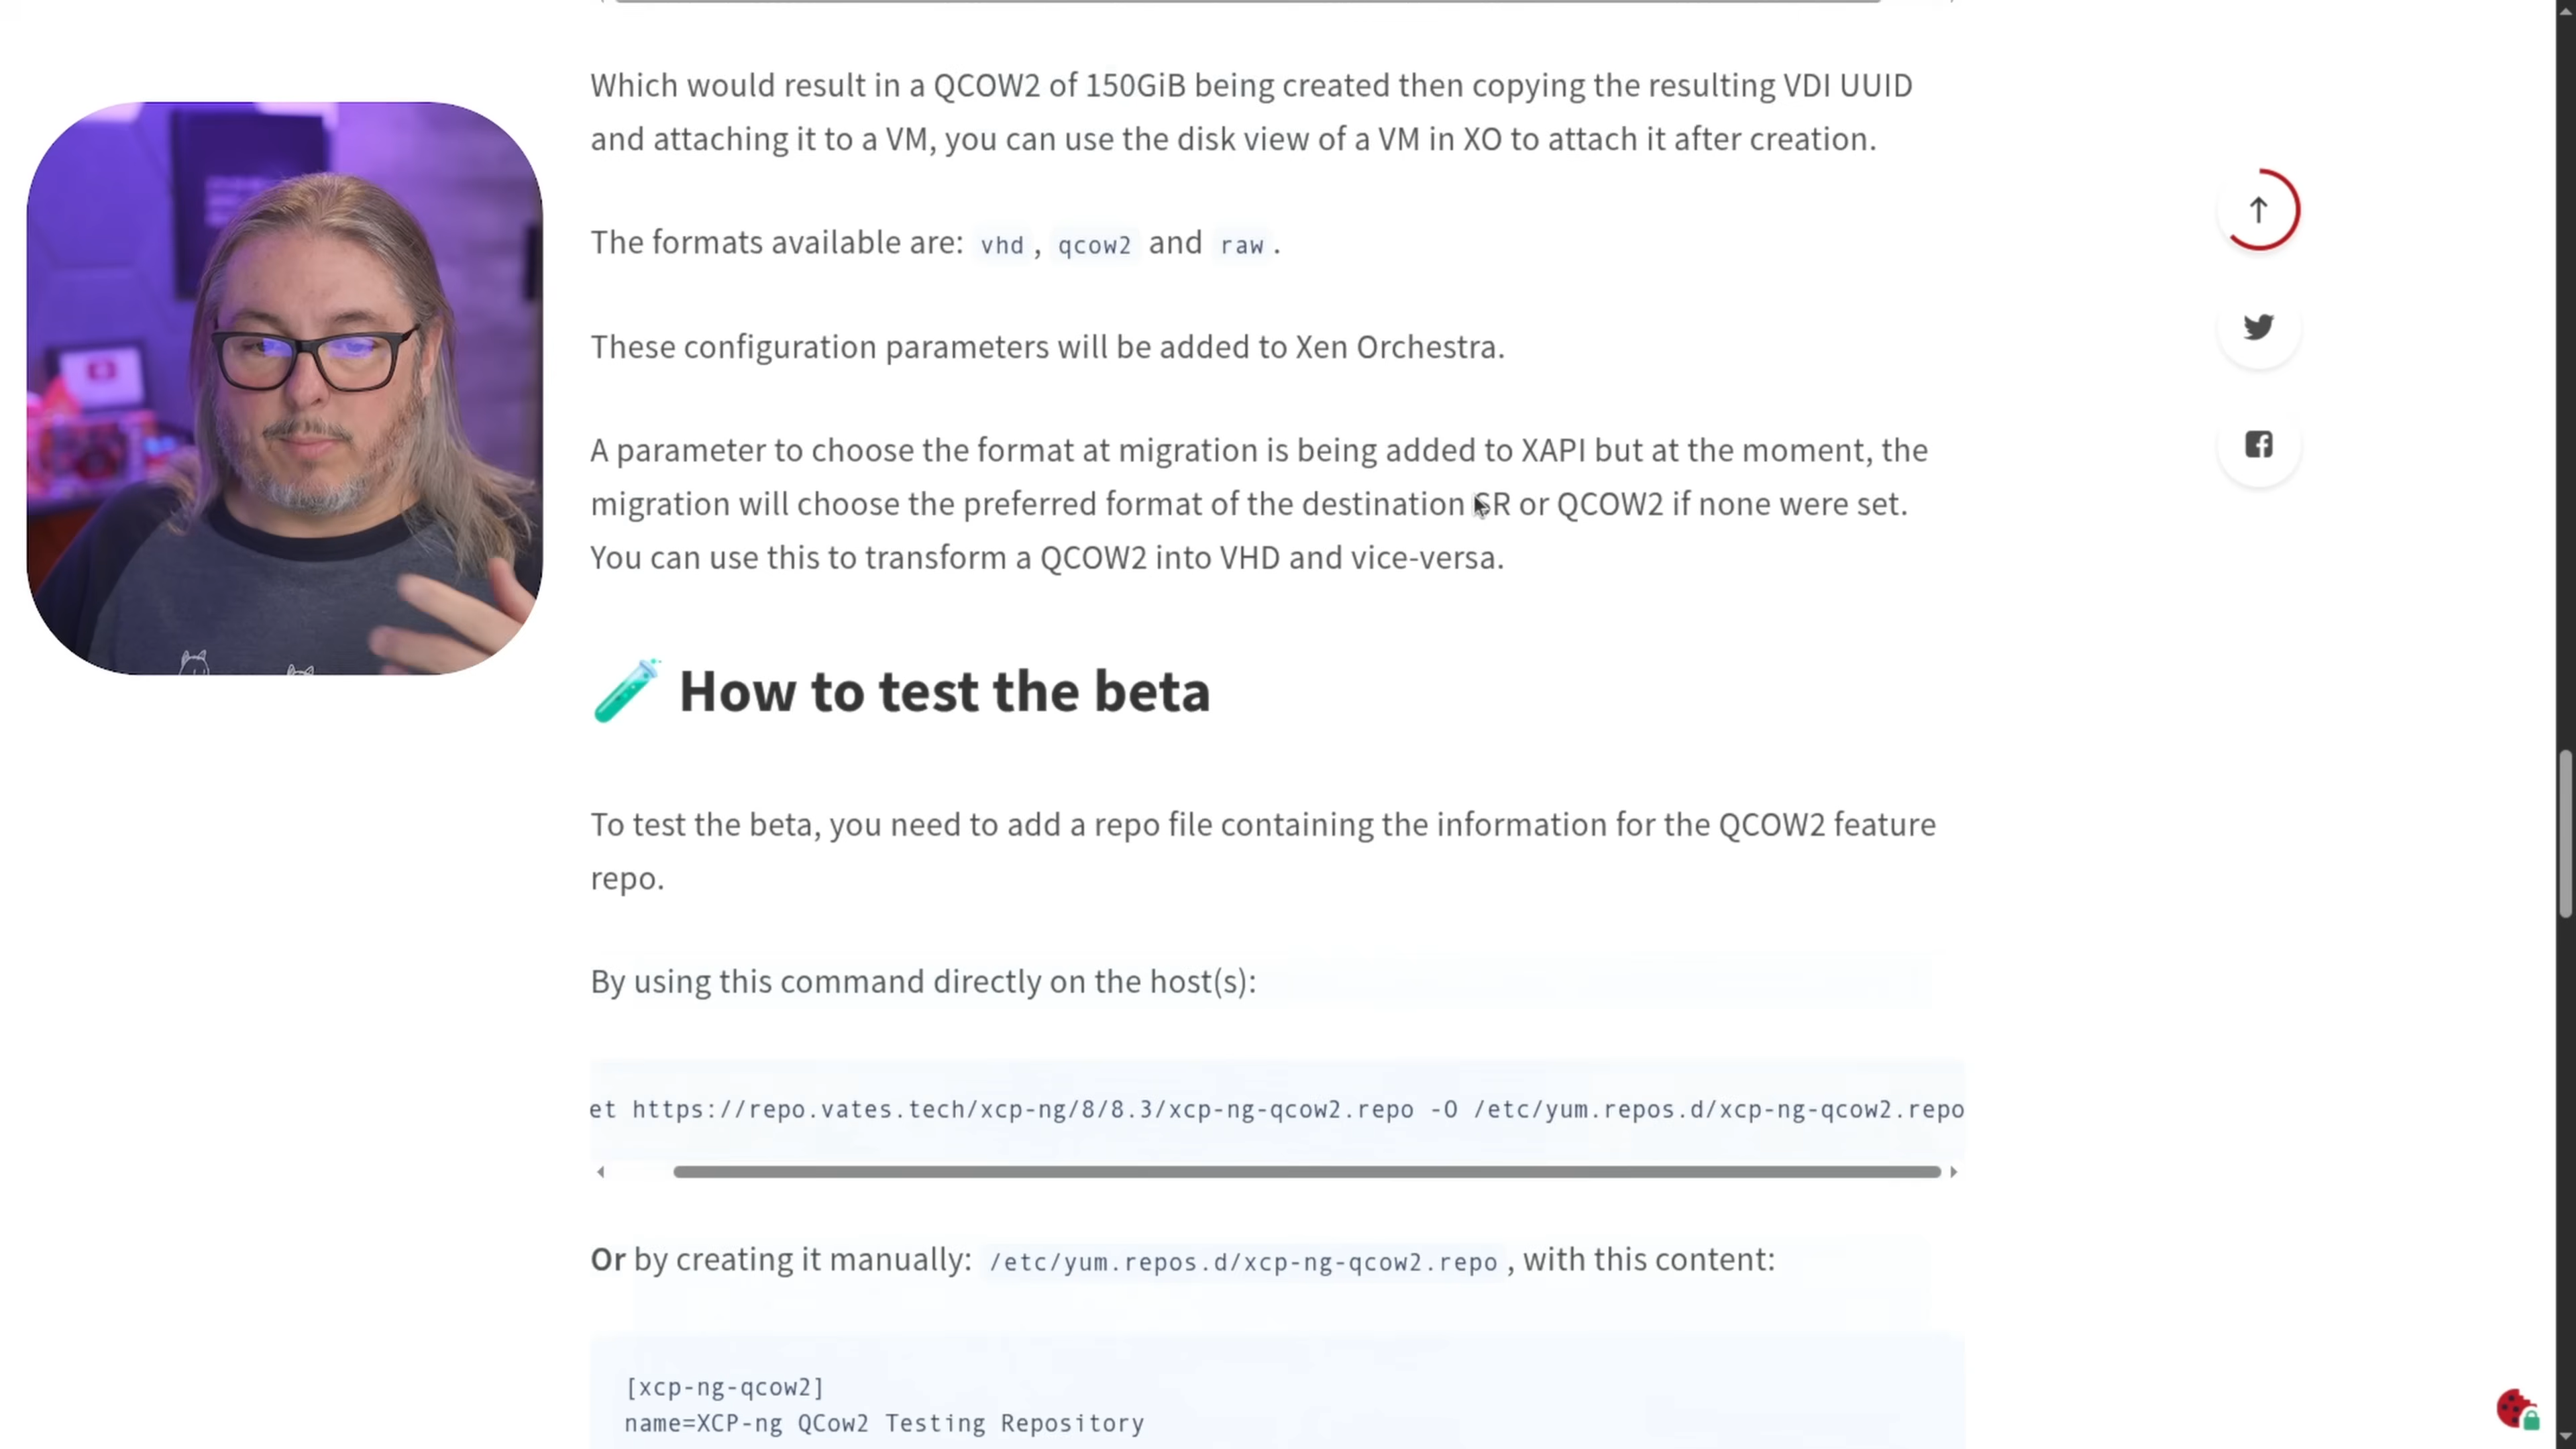 Which would result in a QCOW2 of 150GiB being created then copying the resulting VDI UUID
and attaching it to a VM, you can use the disk view of a VM in XO to attach it after creation.
The formats available are: vhd , qcow2 and raw .
These configuration parameters will be added to Xen Orchestra.
A parameter to choose the format at migration is being added to XAPI but at the moment, the
migration will choose the preferred format of the destination SR or QCOW2 if none were set.
You can use this to transform a QCOW2 into VHD and vice-versa.
How to test the beta
To test the beta, you need to add a repo file containing the information for the QCOW2 feature
repo.
By using this command directly on the host(s):
et https://repo.vates.tech/xcp-ng/8/8.3/xcp-ng-qcow2.repo -O /etc/yum.repos.d/xcp-ng-qcow2.repo
Or by creating it manually: /etc/yum.repos.d/xcp-ng-qcow2.repo , with this content:
[xcp-ng-qcow2]
name=XCP-ng QCow2 Testing Repository